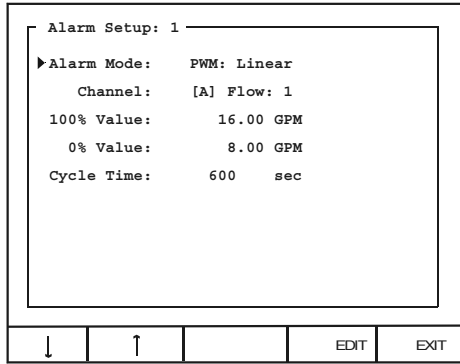 Alarm Setup: 1
Alarm Mode: PWM: Linear
Channel: [A] Flow: 1
100% Value: 16.00 GPM
0% Value: 8.00 GPM
Cycle Time: 600 sec
↓ ↑ EDIT EXIT